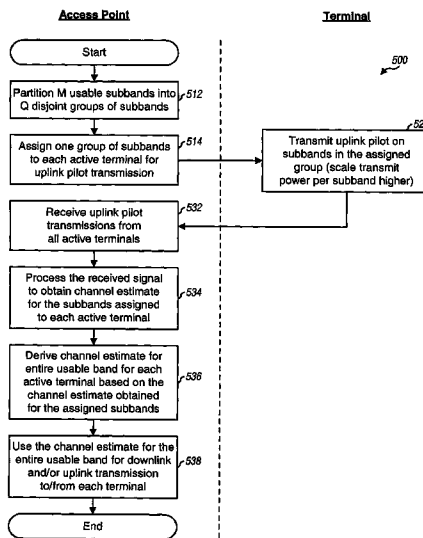 Access Point
Terminal
Start
500
Partition M usable subbands into
Q disjoint groups of subbands
512
Assign one group of subbands
to each active terminal for
uplink pilot transmission
514
Transmit uplink pilot on
subbands in the assigned
group (scale transmit
power per subband higher)
Receive uplink pilot
transmissions from
all active terminals
532
Process the received signal
to obtain channel estimate
for the subbands assigned
to each active terminal
534
Derive channel estimate for
entire usable band for each
active terminal based on the
channel estimate obtained
for the assigned subbands
536
Use the channel estimate for the
entire usable band for downlink
and/or uplink transmission
to/from each terminal
538
End